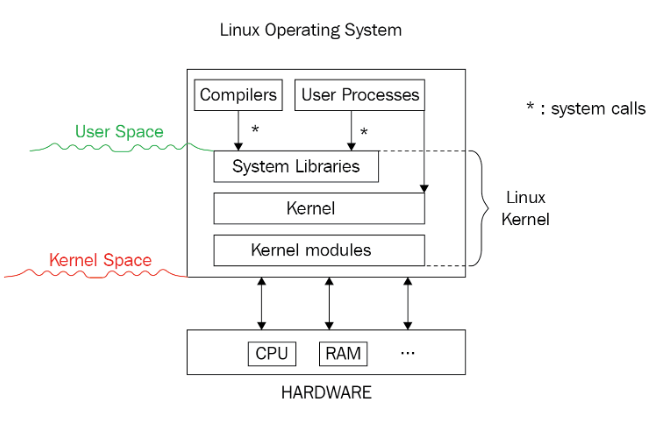 Linux Operating System
Compilers
User Processes
* : system calls
*
*
User Space
System Libraries
Kernel
Linux
Kernel
Kernel modules
Kernel Space
CPU
RAM
...
HARDWARE